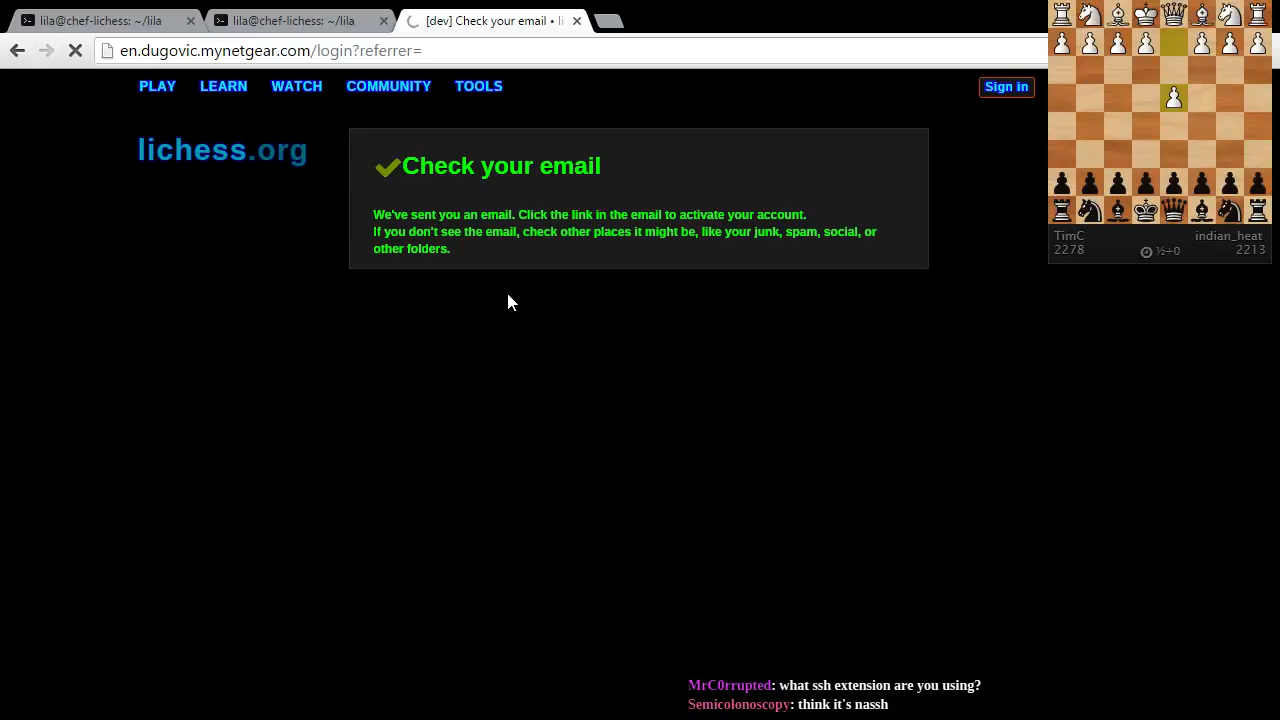 lila@chef-lichess: ~/lila
lila@chef-lichess: ~/lila
[dev] Check your email • li
en.dugovic.mynetgear.com/login?referrer=
PLAY LEARN WATCH COMMUNITY TOOLS
Sign in
lichess.org
Check your email
We've sent you an email. Click the link in the email to activate your account.
If you don't see the email, check other places it might be, like your junk, spam, social, or
other folders.
TimC indian_heat
2278 ½+0 2213
MrC0rrupted: what ssh extension are you using?
Semicolonoscopy: think it's nassh